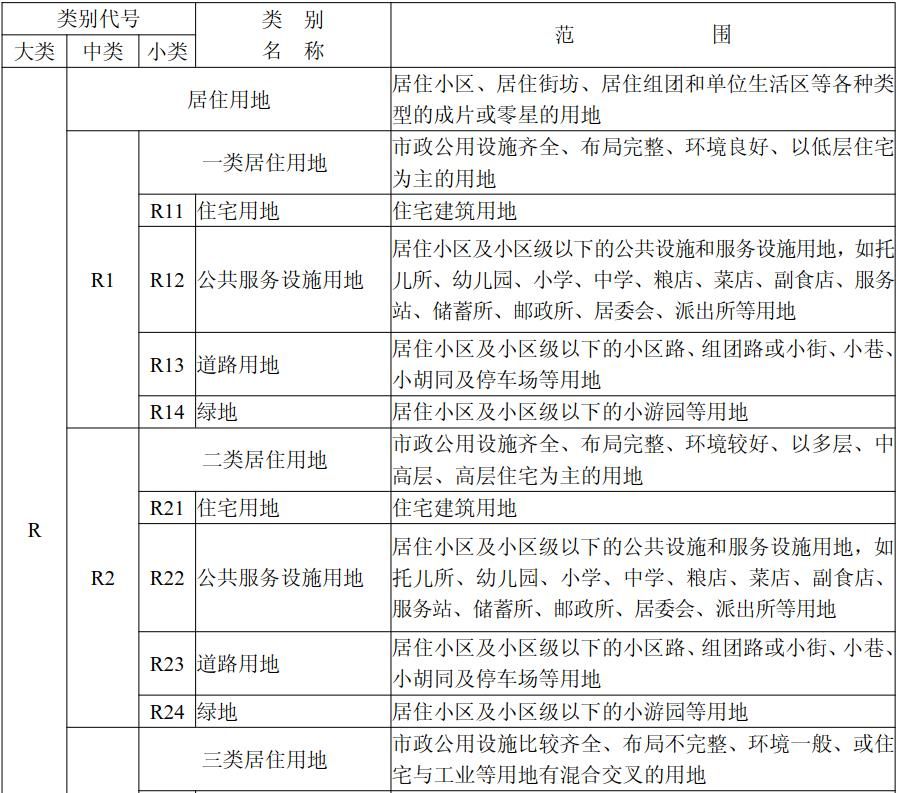 类别代号
类 别
名 称
范 围
大类 中类 小类
居住用地
居住小区、居住街坊、居住组团和单位生活区等各种类
型的成片或零星的用地
一类居住用地
市政公用设施齐全、布局完整、环境良好、以低层住宅
为主的用地
R11 住宅用地 住宅建筑用地
R1
R12 公共服务设施用地
居住小区及小区级以下的公共设施和服务设施用地，如托
儿所、幼儿园、小学、中学、粮店、菜店、副食店、服务
站、储蓄所、邮政所、居委会、派出所等用地
R13 道路用地
居住小区及小区级以下的小区路、组团路或小街、小巷、
小胡同及停车场等用地
R14 绿地 居住小区及小区级以下的小游园等用地
二类居住用地
市政公用设施齐全、布局完整、环境较好、以多层、中
高层、高层住宅为主的用地
R21 住宅用地 住宅建筑用地
R
R2
R22 公共服务设施用地
居住小区及小区级以下的公共设施和服务设施用地，如
托儿所、幼儿园、小学、中学、粮店、菜店、副食店、
服务站、储蓄所、邮政所、居委会、派出所等用地
R23 道路用地
居住小区及小区级以下的小区路、组团路或小街、小巷、
小胡同及停车场等用地
R24 绿地 居住小区及小区级以下的小游园等用地
三类居住用地
市政公用设施比较齐全、布局不完整、环境一般、或住
宅与工业等用地有混合交叉的用地